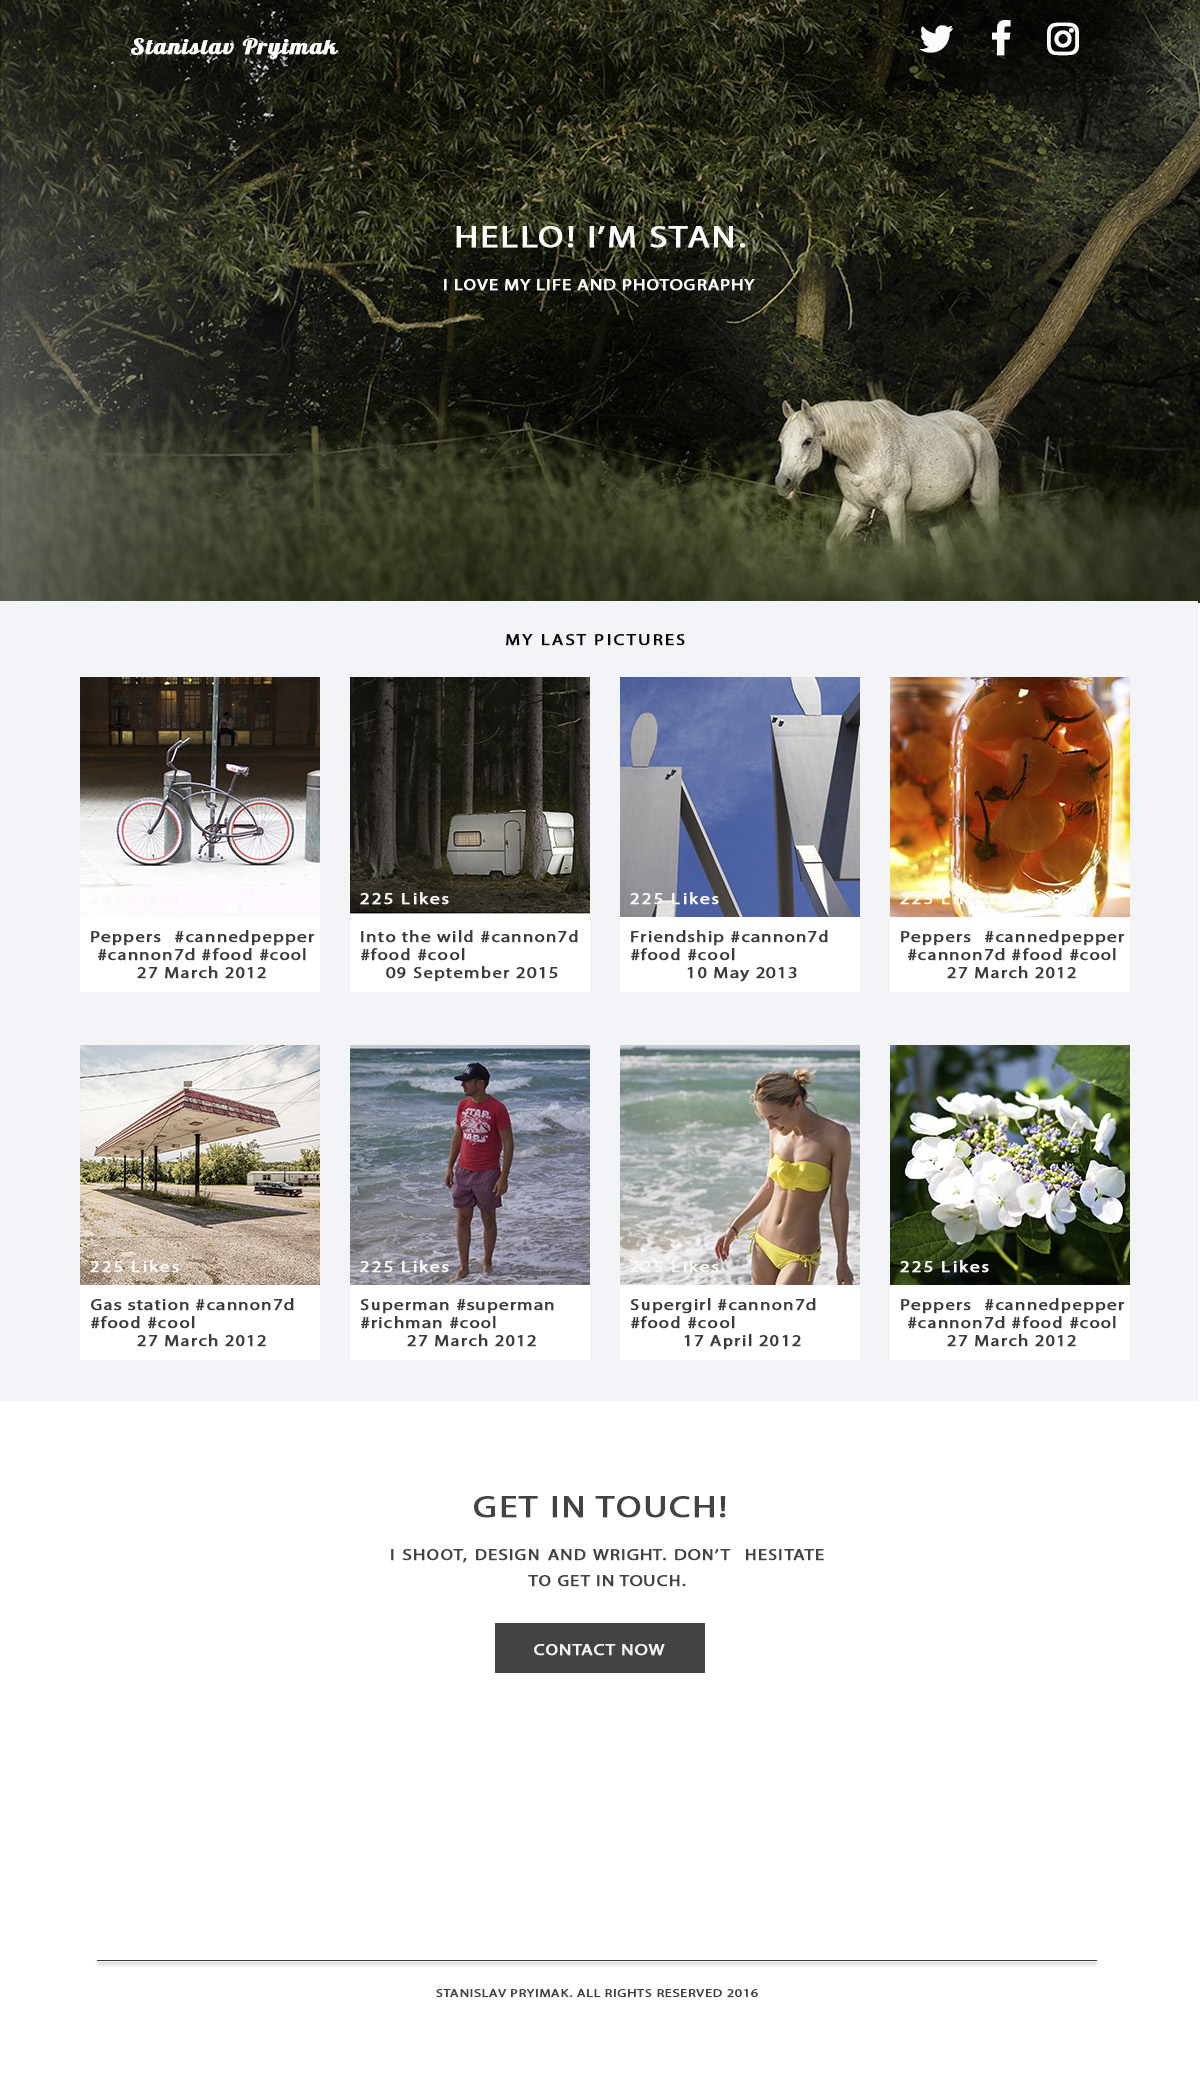 Stanislav Pryimak
HELLO! I'M STAN.
I LOVE MY LIFE AND PHOTOGRAPHY
MY LAST PICTURES
225 Likes
Peppers #cannedpepper
#cannon7d #food #cool
27 March 2012
225 Likes
Into the wild #cannon7d
#food #cool
09 September 2015
225 Likes
Friendship #cannon7d
#food #cool
10 May 2013
225 L
Peppers #cannedpepper
#cannon7d #food #cool
27 March 2012
225 Likes
Gas station #cannon7d
#food #cool
27 March 2012
225 Likes
Superman #superman
#richman #cool
27 March 2012
225 Likes
Supergirl #cannon7d
#food #cool
17 April 2012
225 Likes
Peppers #cannedpepper
#cannon7d #food #cool
27 March 2012
GET IN TOUCH!
I SHOOT, DESIGN AND WRIGHT. DON'T HESITATE
TO GET IN TOUCH.
CONTACT NOW
STANISLAV PRYIMAK. ALL RIGHTS RESERVED 2016